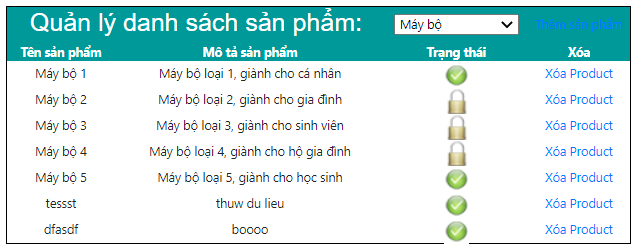 Quản lý danh sách sản phẩm: Máy bộ Thêm sản phẩm
Tên sản phẩm Mô tả sản phẩm Trạng thái Xóa
Máy bộ 1 Máy bộ loại 1, giành cho cá nhân Xóa Product
Máy bộ 2 Máy bộ loại 2, giành cho gia đình Xóa Product
Máy bộ 3 Máy bộ loại 3, giành cho sinh viên Xóa Product
Máy bộ 4 Máy bộ loại 4, giành cho hộ gia đình Xóa Product
Máy bộ 5 Máy bộ loại 5, giành cho học sinh Xóa Product
tessst thuw du lieu Xóa Product
dfasdf boooo Xóa Product